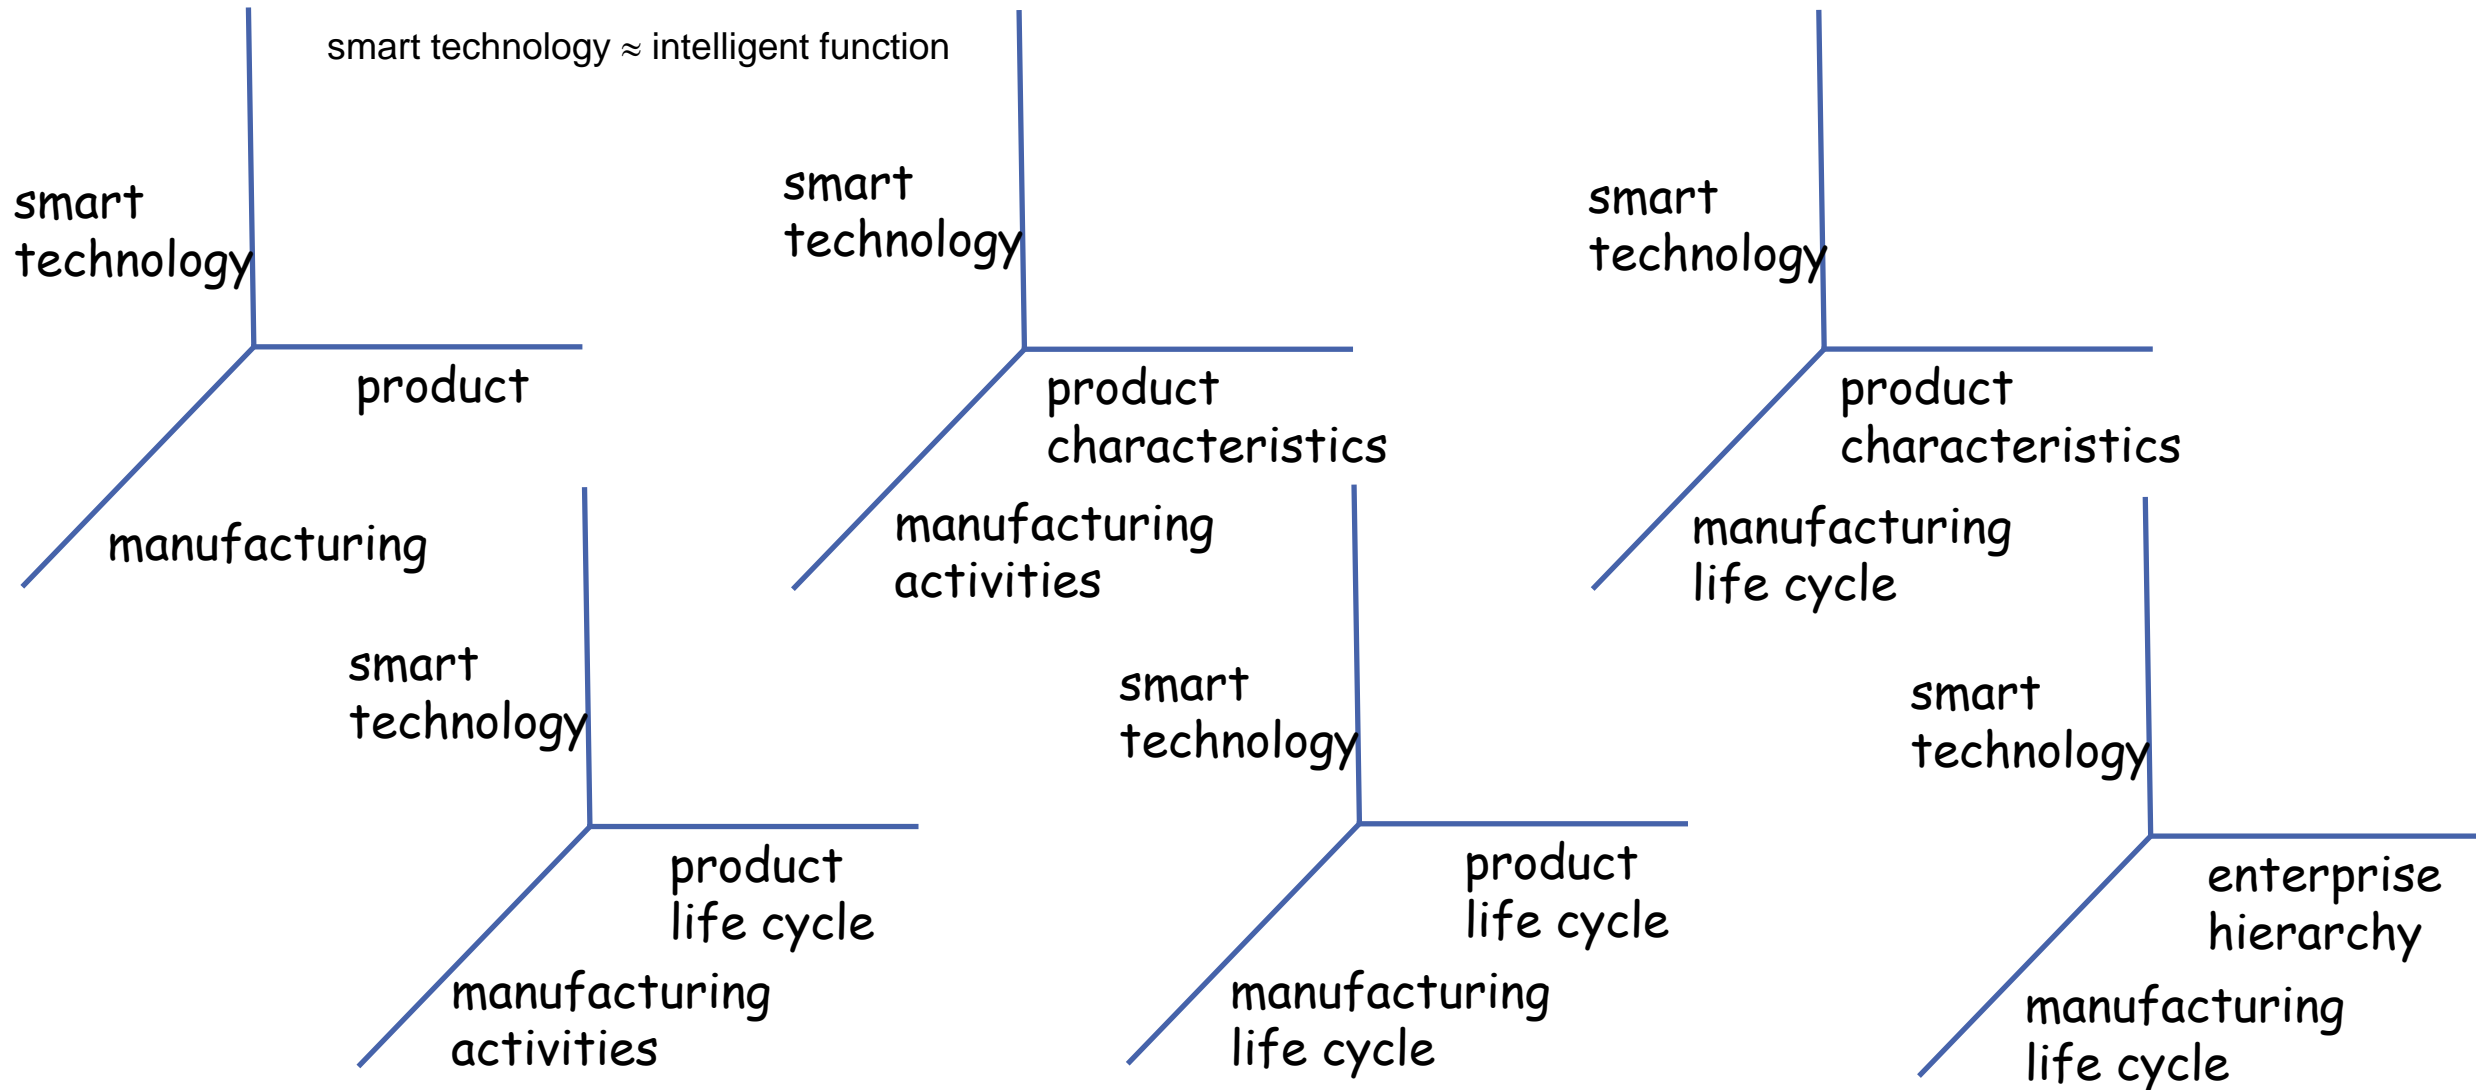 smart technology ≈ intelligent function
smart
technology
product
manufacturing
smart
technology
product
characteristics
manufacturing
activities
smart
technology
product
characteristics
manufacturing
life cycle
smart
technology
product
life cycle
manufacturing
activities
smart
technology
product
life cycle
manufacturing
life cycle
smart
technology
enterprise
hierarchy
manufacturing
life cycle